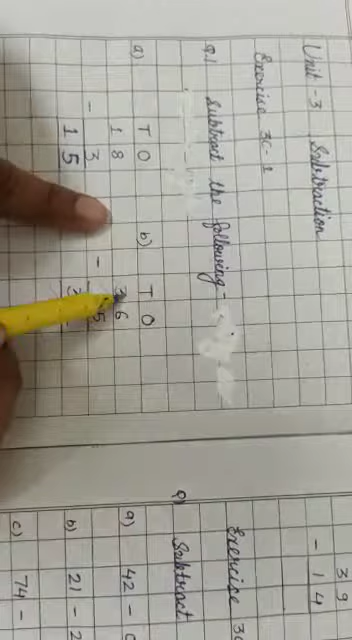 Unit - 3 Subtraction
Exercise 3C-1
Q.1 Subtract the following -
a) T O
1 8
- 3
1 5
b) T O
3 6
- 5
3
3 9
- 1 4
Exercise 3C
Q) Subtract
a) 42 -
b) 21 - 2
c) 74 -